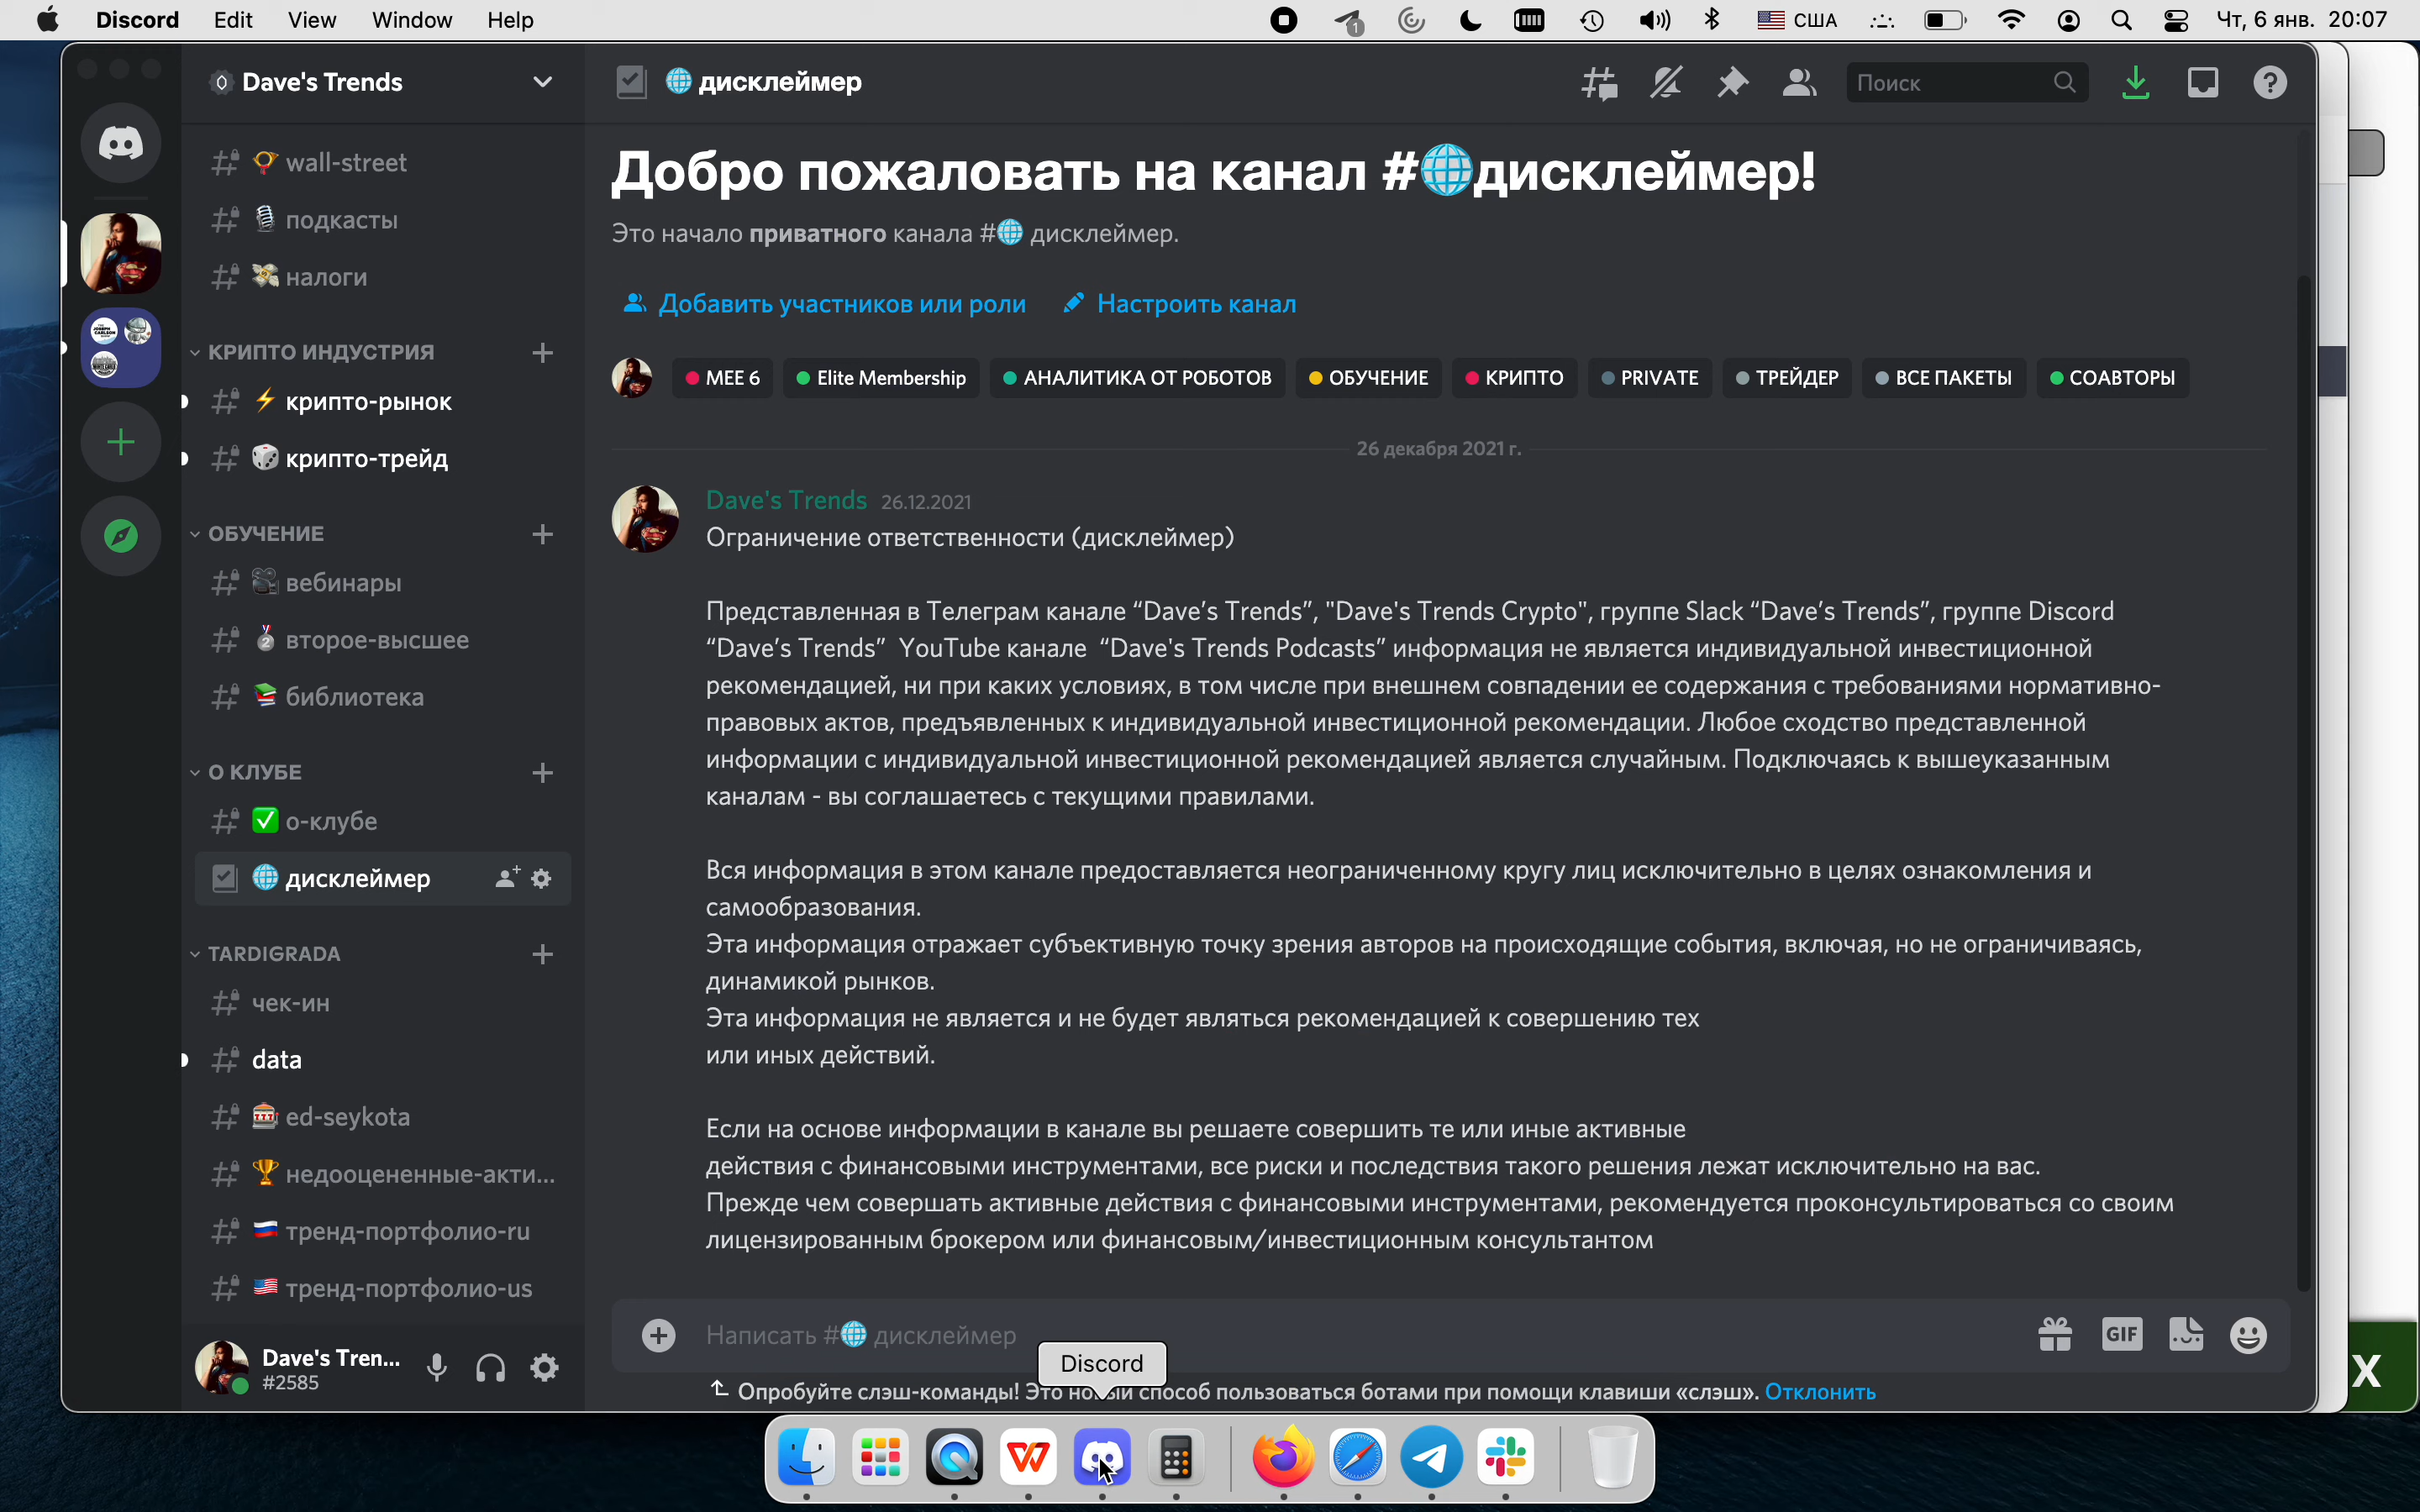 Discord Edit View Window Help
1 США Чт, 6 янв. 20:07
Dave's Trends
дисклеймер
Поиск
wall-street
подкасты
налоги
КРИПТО ИНДУСТРИЯ
крипто-рынок
крипто-трейд
ОБУЧЕНИЕ
вебинары
второе-высшее
библиотека
О КЛУБЕ
о-клубе
дисклеймер
TARDIGRADA
чек-ин
data
ed-seykota
недооцененные-акти...
тренд-портфолио-ru
тренд-портфолио-us
Dave's Tren...
#2585
Добро пожаловать на канал #🌐дисклеймер!
Это начало приватного канала #🌐 дисклеймер.
Добавить участников или роли Настроить канал
MEE 6 Elite Membership АНАЛИТИКА ОТ РОБОТОВ ОБУЧЕНИЕ КРИПТО PRIVATE ТРЕЙДЕР ВСЕ ПАКЕТЫ СОАВТОРЫ
26 декабря 2021 г.
Dave's Trends 26.12.2021
Ограничение ответственности (дисклеймер)
Представленная в Телеграм канале “Dave’s Trends”, "Dave's Trends Crypto", группе Slack “Dave’s Trends”, группе Discord
“Dave’s Trends” YouTube канале “Dave's Trends Podcasts” информация не является индивидуальной инвестиционной
рекомендацией, ни при каких условиях, в том числе при внешнем совпадении ее содержания с требованиями нормативно-
правовых актов, предъявленных к индивидуальной инвестиционной рекомендации. Любое сходство представленной
информации с индивидуальной инвестиционной рекомендацией является случайным. Подключаясь к вышеуказанным
каналам - вы соглашаетесь с текущими правилами.
Вся информация в этом канале предоставляется неограниченному кругу лиц исключительно в целях ознакомления и
самообразования.
Эта информация отражает субъективную точку зрения авторов на происходящие события, включая, но не ограничиваясь,
динамикой рынков.
Эта информация не является и не будет являться рекомендацией к совершению тех
или иных действий.
Если на основе информации в канале вы решаете совершить те или иные активные
действия с финансовыми инструментами, все риски и последствия такого решения лежат исключительно на вас.
Прежде чем совершать активные действия с финансовыми инструментами, рекомендуется проконсультироваться со своим
лицензированным брокером или финансовым/инвестиционным консультантом
Написать #🌐 дисклеймер
GIF
Discord
Опробуйте слэш-команды! Это новый способ пользоваться ботами при помощи клавиши «слэш». Отклонить
X